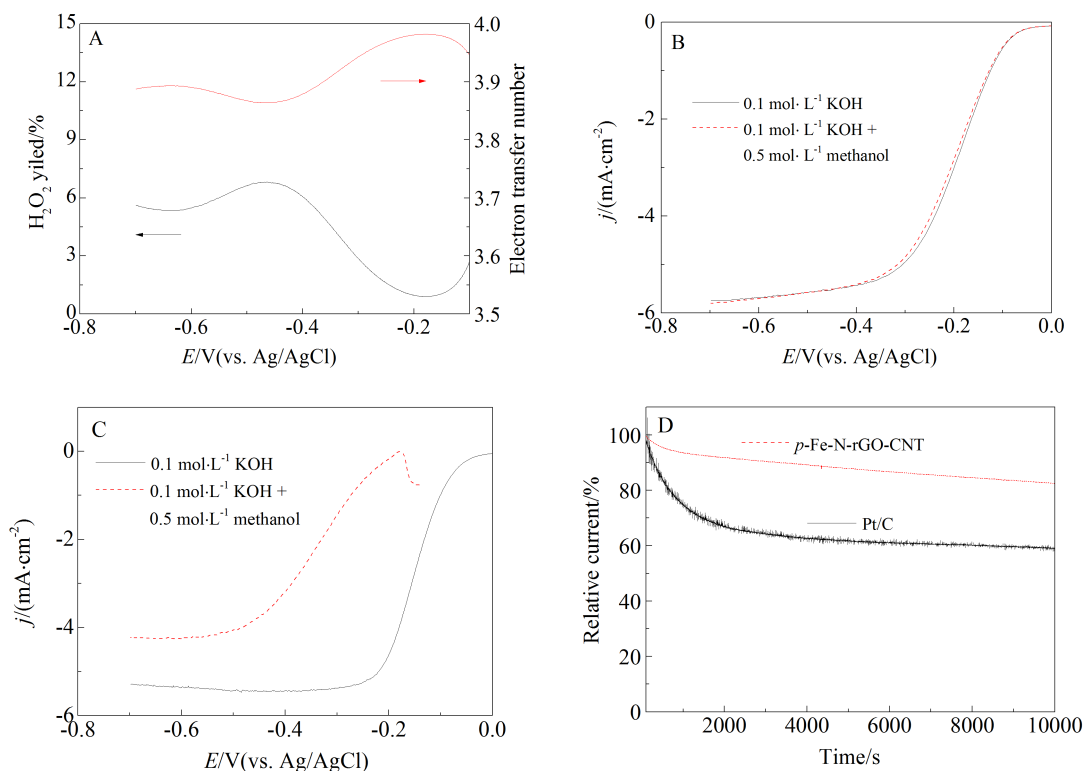 A
15
12
9
6
3
0
H₂O₂ yiled/%
4.0
3.9
3.8
3.7
3.6
3.5
Electron transfer number
-0.8 -0.6 -0.4 -0.2
E/V(vs. Ag/AgCl)
B
0
-2
-4
-6
j/(mA·cm⁻²)
0.1 mol· L⁻¹ KOH
0.1 mol· L⁻¹ KOH +
0.5 mol· L⁻¹ methanol
-0.8 -0.6 -0.4 -0.2 0.0
E/V(vs. Ag/AgCl)
C
0
-2
-4
-6
j/(mA·cm⁻²)
0.1 mol·L⁻¹ KOH
0.1 mol·L⁻¹ KOH +
0.5 mol·L⁻¹ methanol
-0.8 -0.6 -0.4 -0.2 0.0
E/V(vs. Ag/AgCl)
D
100
80
60
40
20
0
Relative current/%
p-Fe-N-rGO-CNT
Pt/C
2000 4000 6000 8000 10000
Time/s